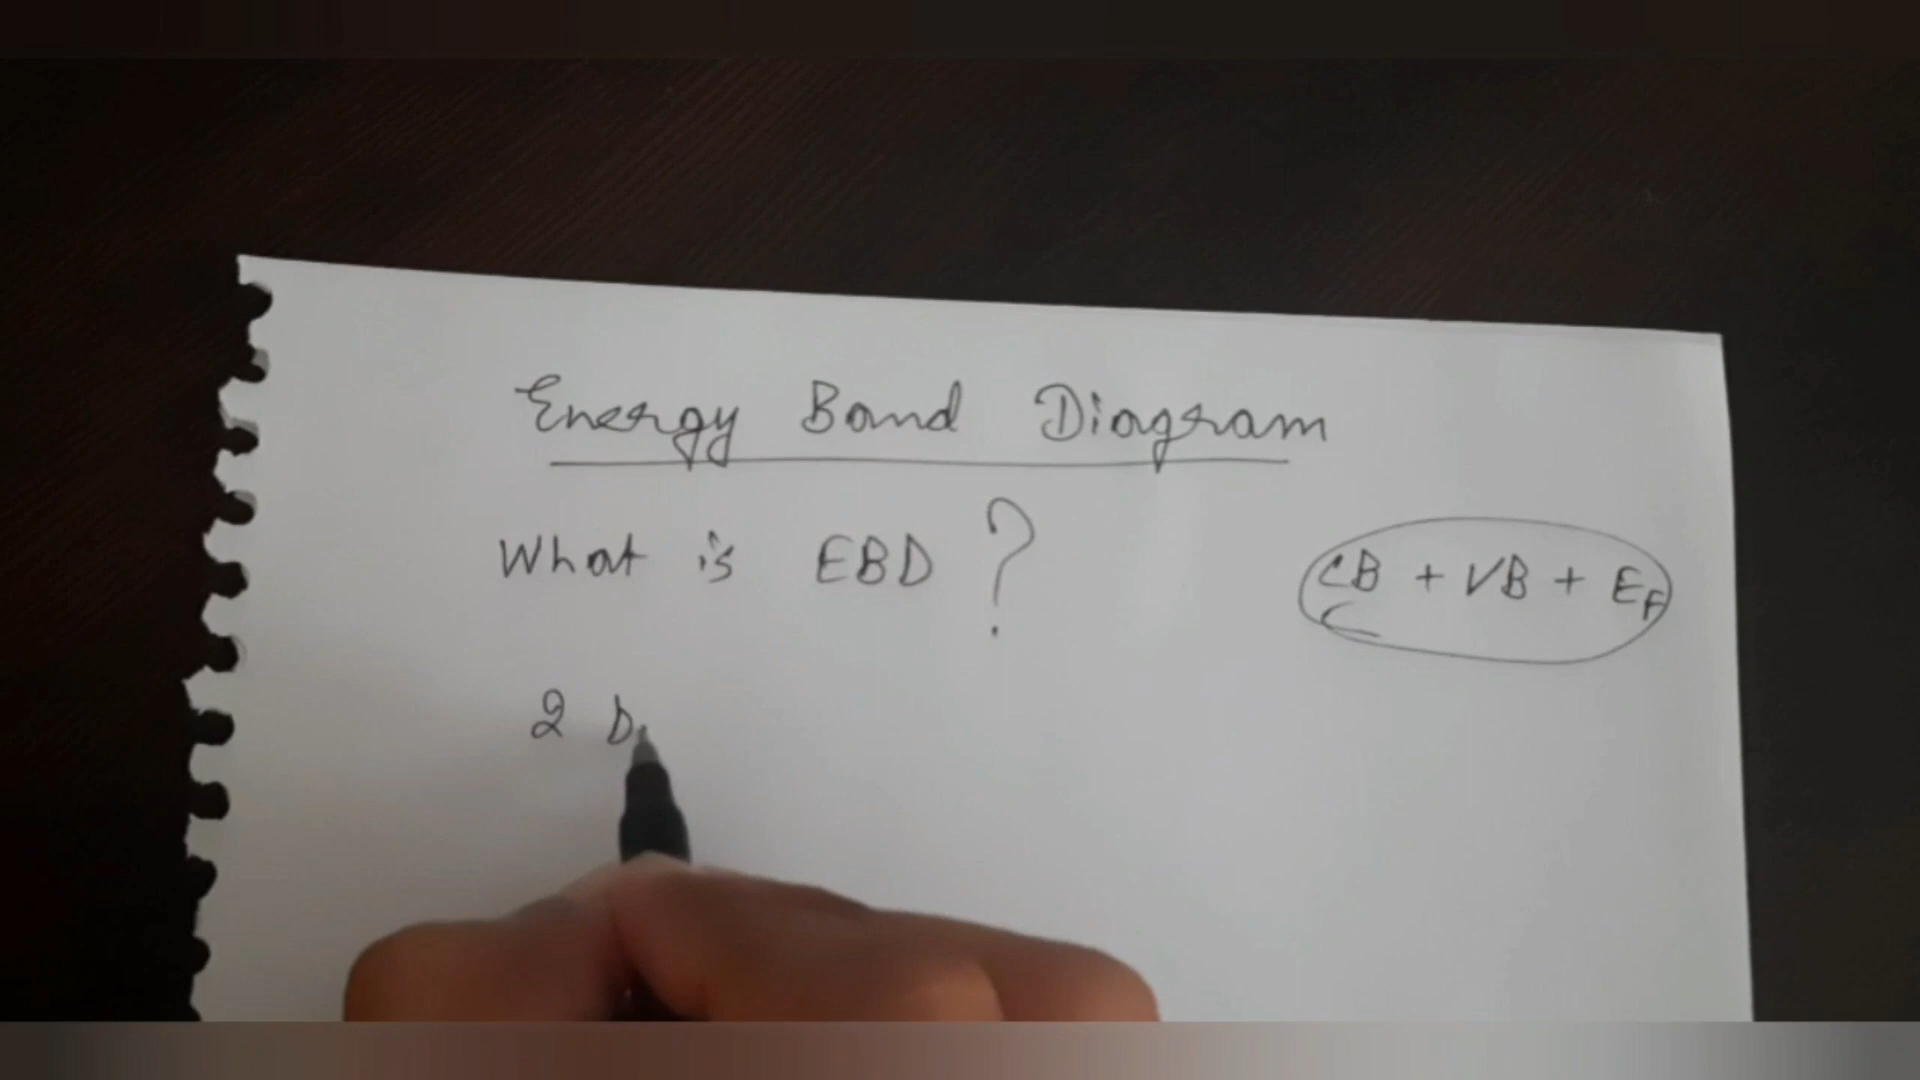 Energy Band Diagram
What is EBD ?
CB + VB + EF
2 D